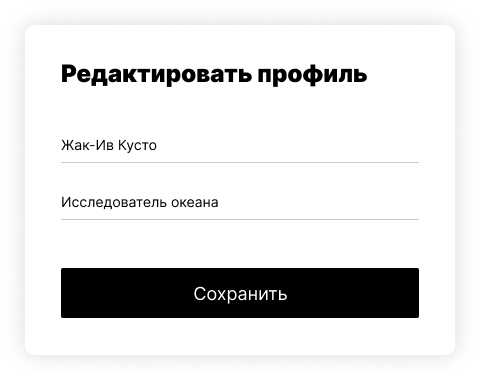 Редактировать профиль
Жак-Ив Кусто
Исследователь океана
Сохранить